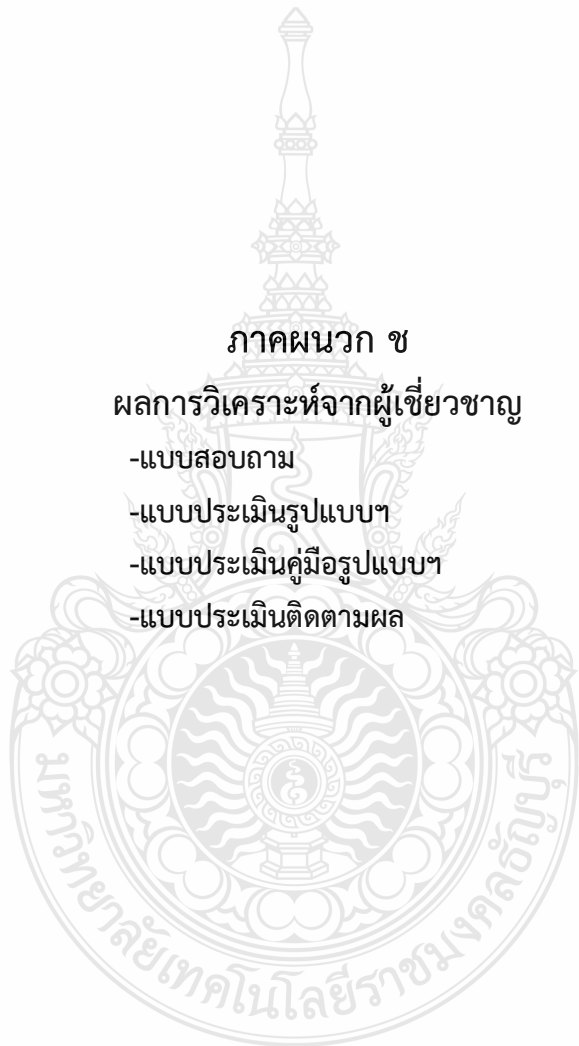 ภาคผนวก ช
ผลการวิเคราะห์จากผู้เชี่ยวชาญ
-แบบสอบถาม
-แบบประเมินรูปแบบฯ
-แบบประเมินคู่มือรูปแบบฯ
-แบบประเมินติดตามผล
มหาวิทยาลัยเทคโนโลยีราชมงคลธัญบุรี